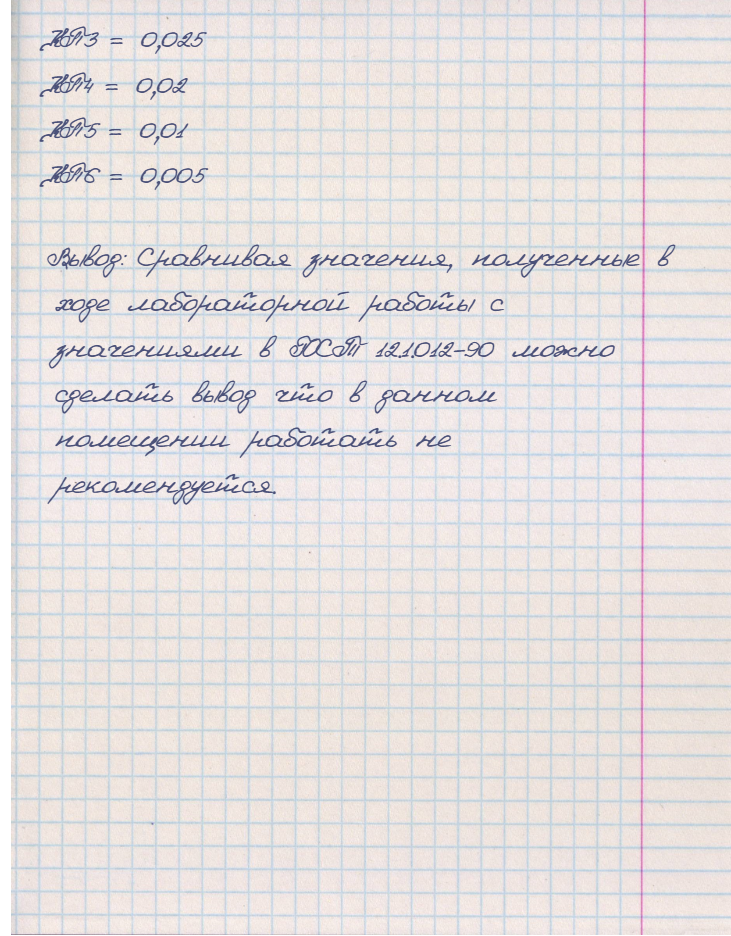 КП3 = 0,025
КП4 = 0,02
КП5 = 0,01
КП6 = 0,005
Вывод: Сравнивая значения, полученные в
ходе лабораторной работы с
значениями в ГОСТ 12.1.012-90 можно
сделать вывод что в данном
помещении работать не
рекомендуется.